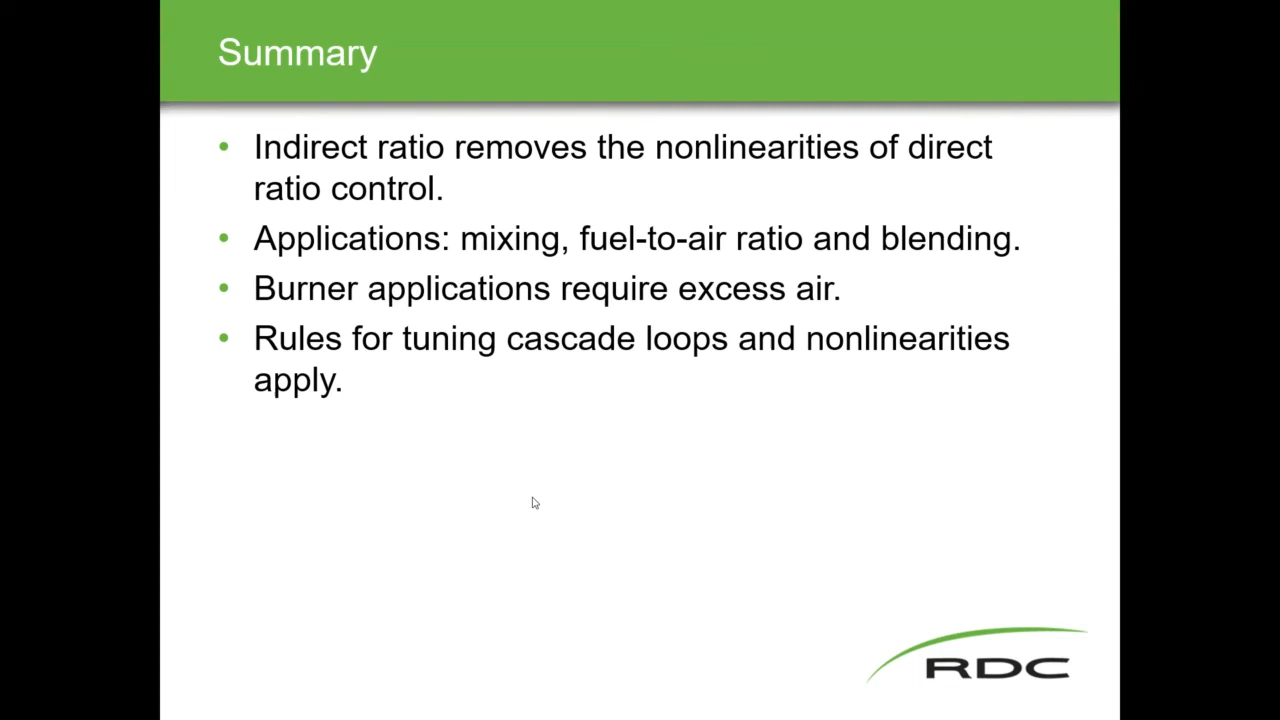 Summary
• Indirect ratio removes the nonlinearities of direct
ratio control.
• Applications: mixing, fuel-to-air ratio and blending.
• Burner applications require excess air.
• Rules for tuning cascade loops and nonlinearities
apply.
RDC